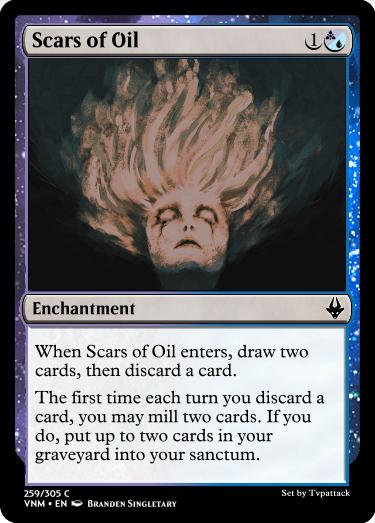 Scars of Oil 1
Enchantment
When Scars of Oil enters, draw two
cards, then discard a card.
The first time each turn you discard a
card, you may mill two cards. If you
do, put up to two cards in your
graveyard into your sanctum.
259/305 C
VNM • EN Branden Singletary
Set by Tvpattack